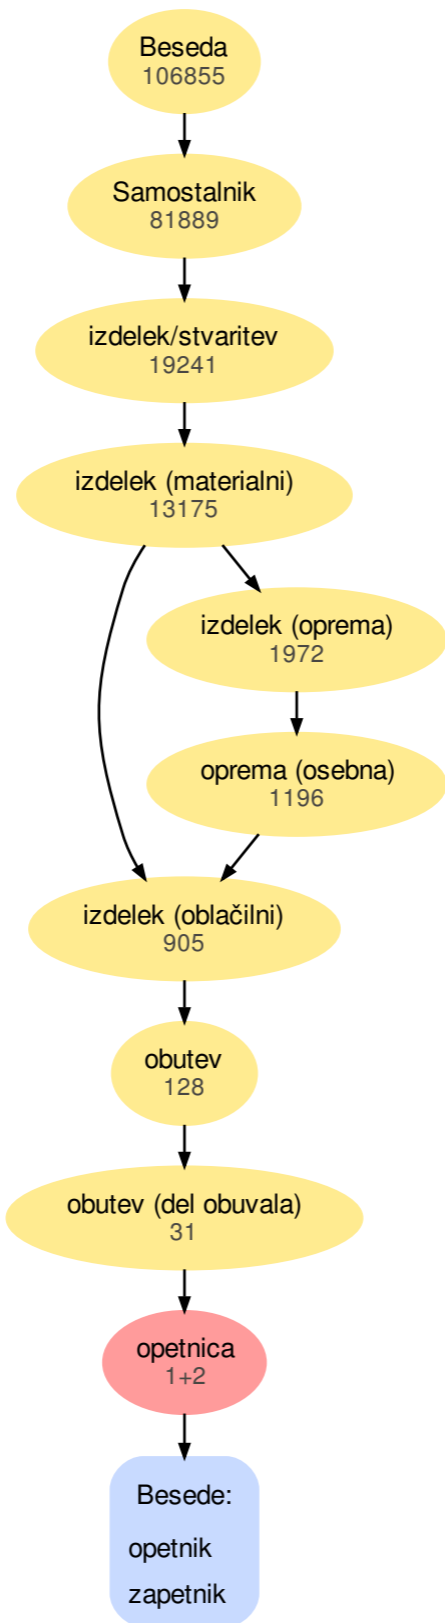 Beseda
106855
Samostalnik
81889
izdelek/stvaritev
19241
izdelek (materialni)
13175
izdelek (oprema)
1972
oprema (osebna)
1196
izdelek (oblačilni)
905
obutev
128
obutev (del obuvala)
31
opetnica
1+2
Besede:
opetnik
zapetnik